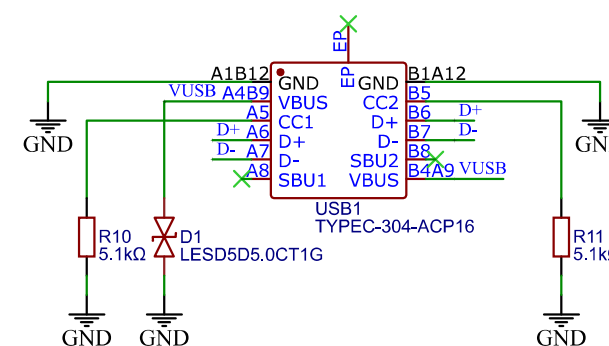 EP
EP
A1B12 GND GND B1A12
VUSB A4B9 VBUS CC2 B5
A5 CC1 D+ B6 D+
D+ A6 D+ D- B7 D-
D- A7 D- SBU2 B8
A8 SBU1 VBUS B4A9 VUSB
GND
GND
USB1
TYPEC-304-ACP16
R10
5.1kΩ
D1
LESD5D5.0CT1G
R11
5.1kΩ
GND
GND
GND